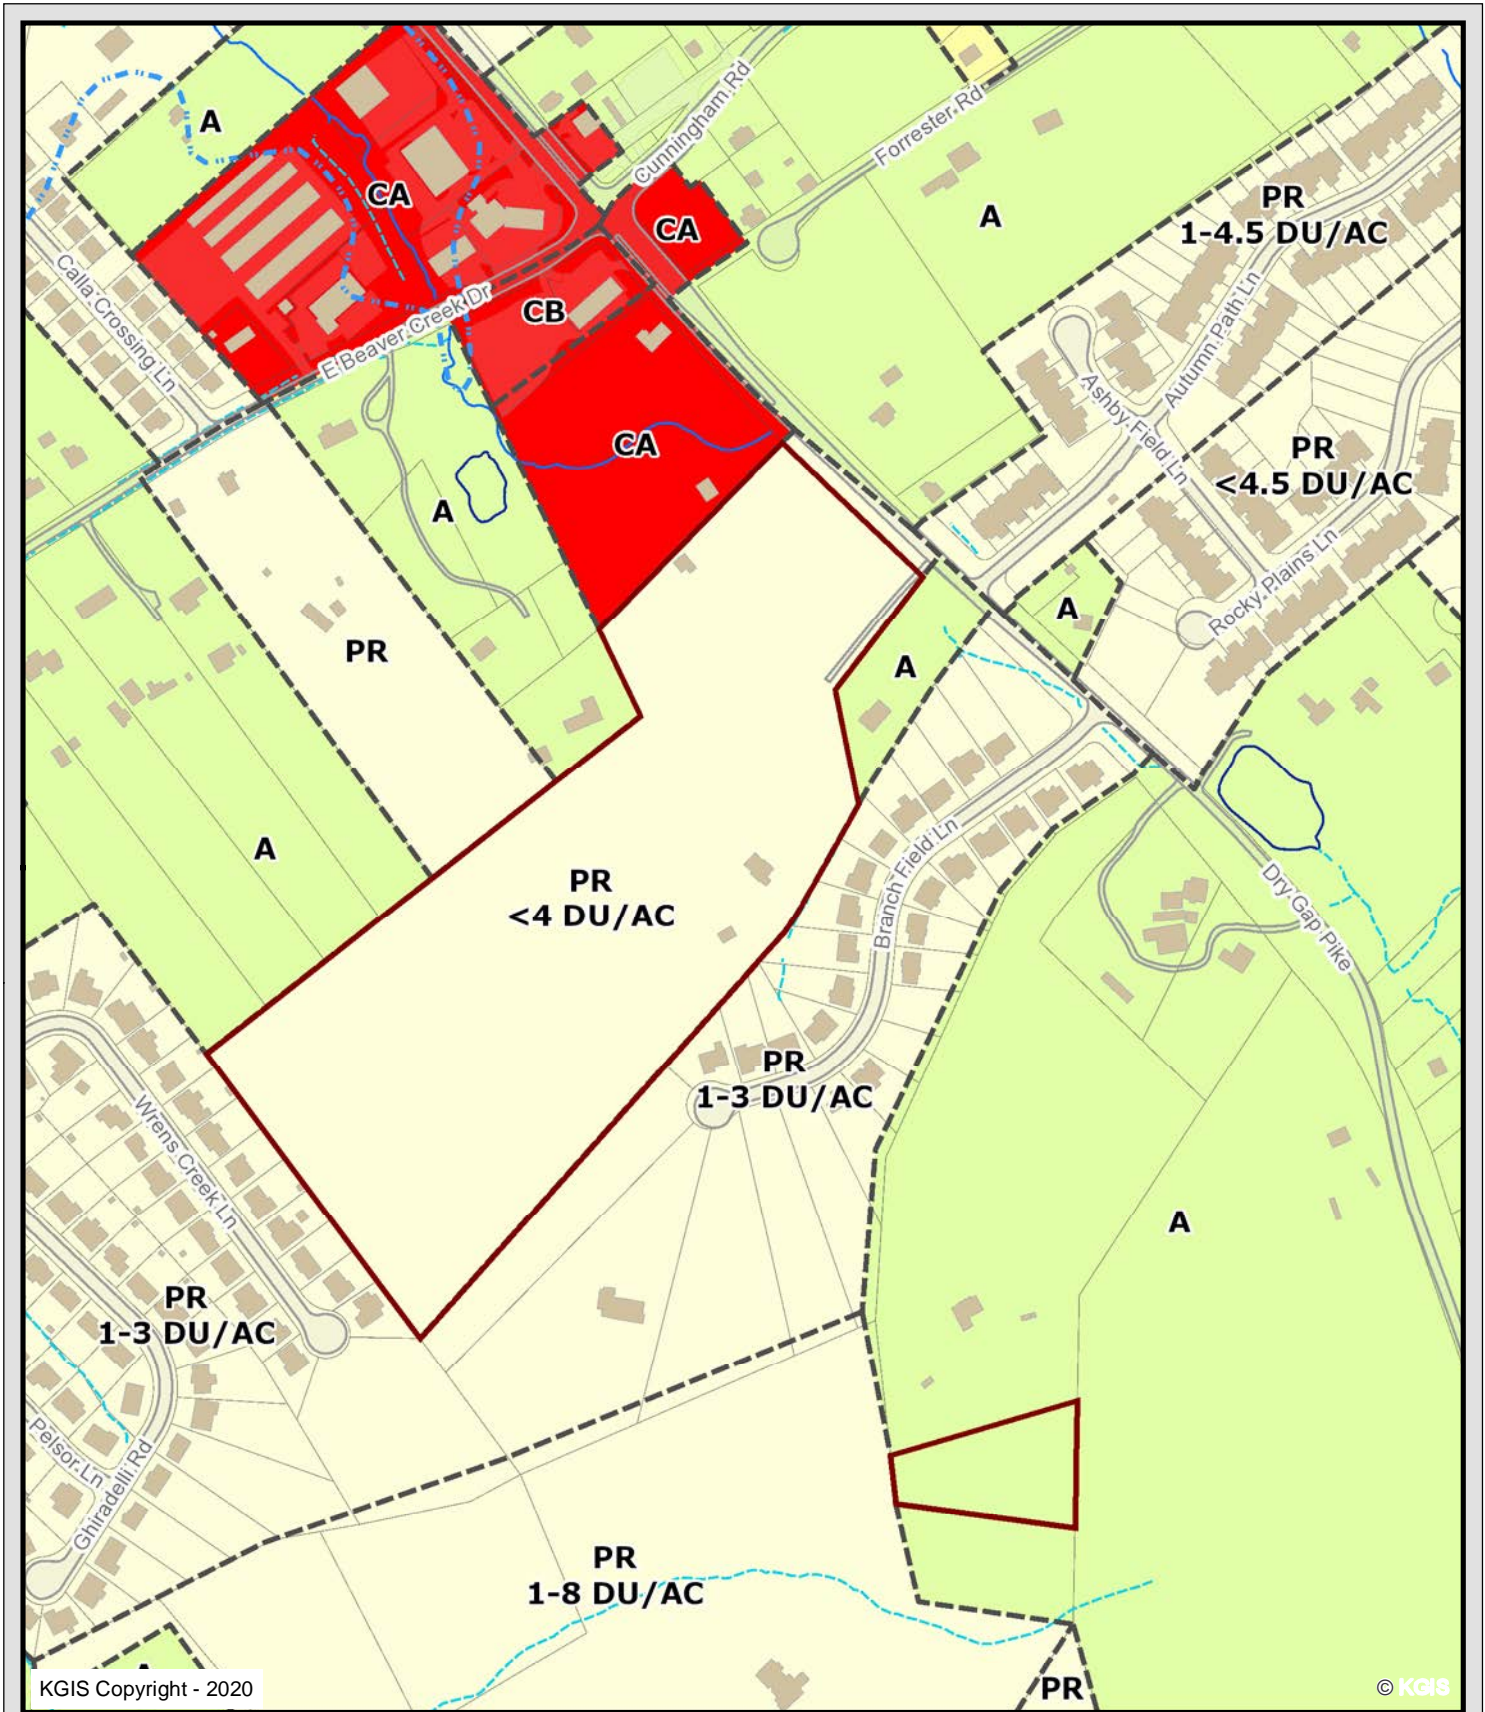 A
CA
Cunningham Rd
Forrester Rd
CA
A
PR
1-4.5 DU/AC
Calla Crossing Ln
E Beaver Creek Dr
CB
Autumn Path Ln
Ashby Field Ln
CA
PR
<4.5 DU/AC
A
Rocky Plains Ln
A
PR
A
A
PR
<4 DU/AC
Branch Field Ln
Dry Gap Pike
PR
1-3 DU/AC
Wrens Creek Ln
A
PR
1-3 DU/AC
Pelsor Ln
Ghiradelli Rd
PR
1-8 DU/AC
PR
KGIS Copyright - 2020
© KGIS